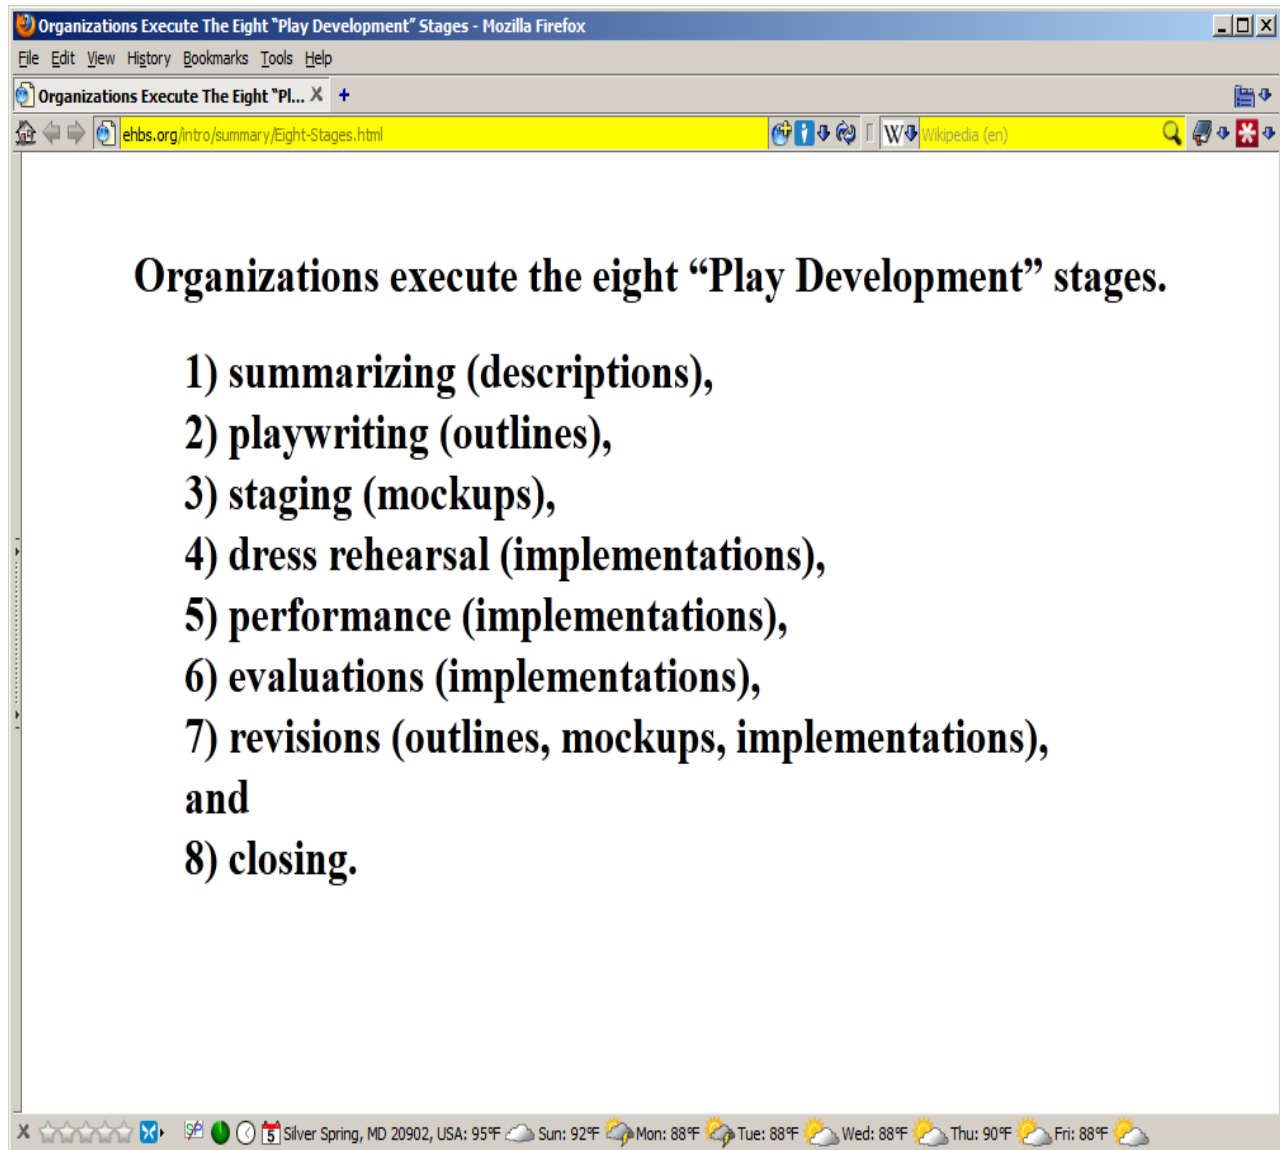 Organizations Execute The Eight “Play Development” Stages - Mozilla Firefox
File Edit View History Bookmarks Tools Help
Organizations Execute The Eight “Pl... X +
ehbs.org/intro/summary/Eight-Stages.html W Wikipedia (en)
Organizations execute the eight “Play Development” stages.
1) summarizing (descriptions),
2) playwriting (outlines),
3) staging (mockups),
4) dress rehearsal (implementations),
5) performance (implementations),
6) evaluations (implementations),
7) revisions (outlines, mockups, implementations),
and
8) closing.
X SP 5 Silver Spring, MD 20902, USA: 95°F Sun: 92°F Mon: 88°F Tue: 88°F Wed: 88°F Thu: 90°F Fri: 88°F